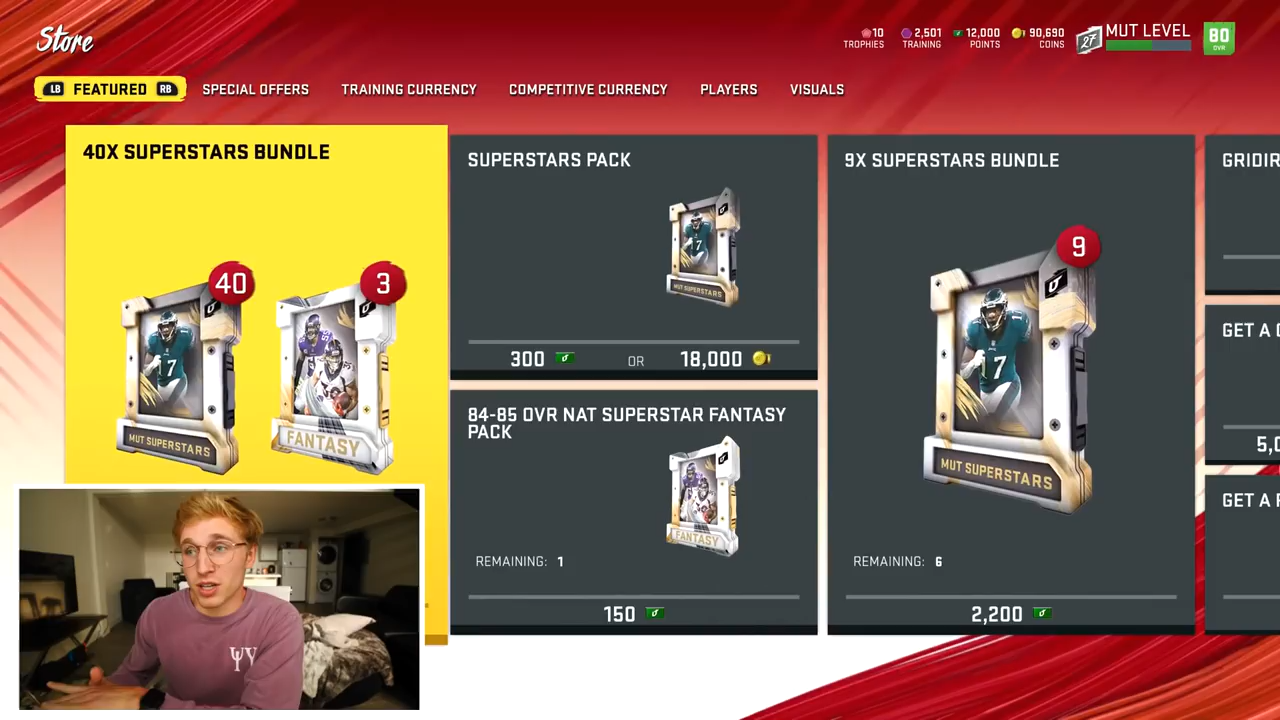 Store
10
TROPHIES
2,501
TRAINING
12,000
POINTS
90,690
COINS
27
MUT LEVEL
80
OVR
LB FEATURED RB
SPECIAL OFFERS
TRAINING CURRENCY
COMPETITIVE CURRENCY
PLAYERS
VISUALS
40X SUPERSTARS BUNDLE
40
3
MUT SUPERSTARS
FANTASY
SUPERSTARS PACK
MUT SUPERSTARS
300 OR 18,000
84-85 OVR NAT SUPERSTAR FANTASY
PACK
FANTASY
REMAINING: 1
150
9X SUPERSTARS BUNDLE
9
MUT SUPERSTARS
REMAINING: 6
2,200
GET A
GET A